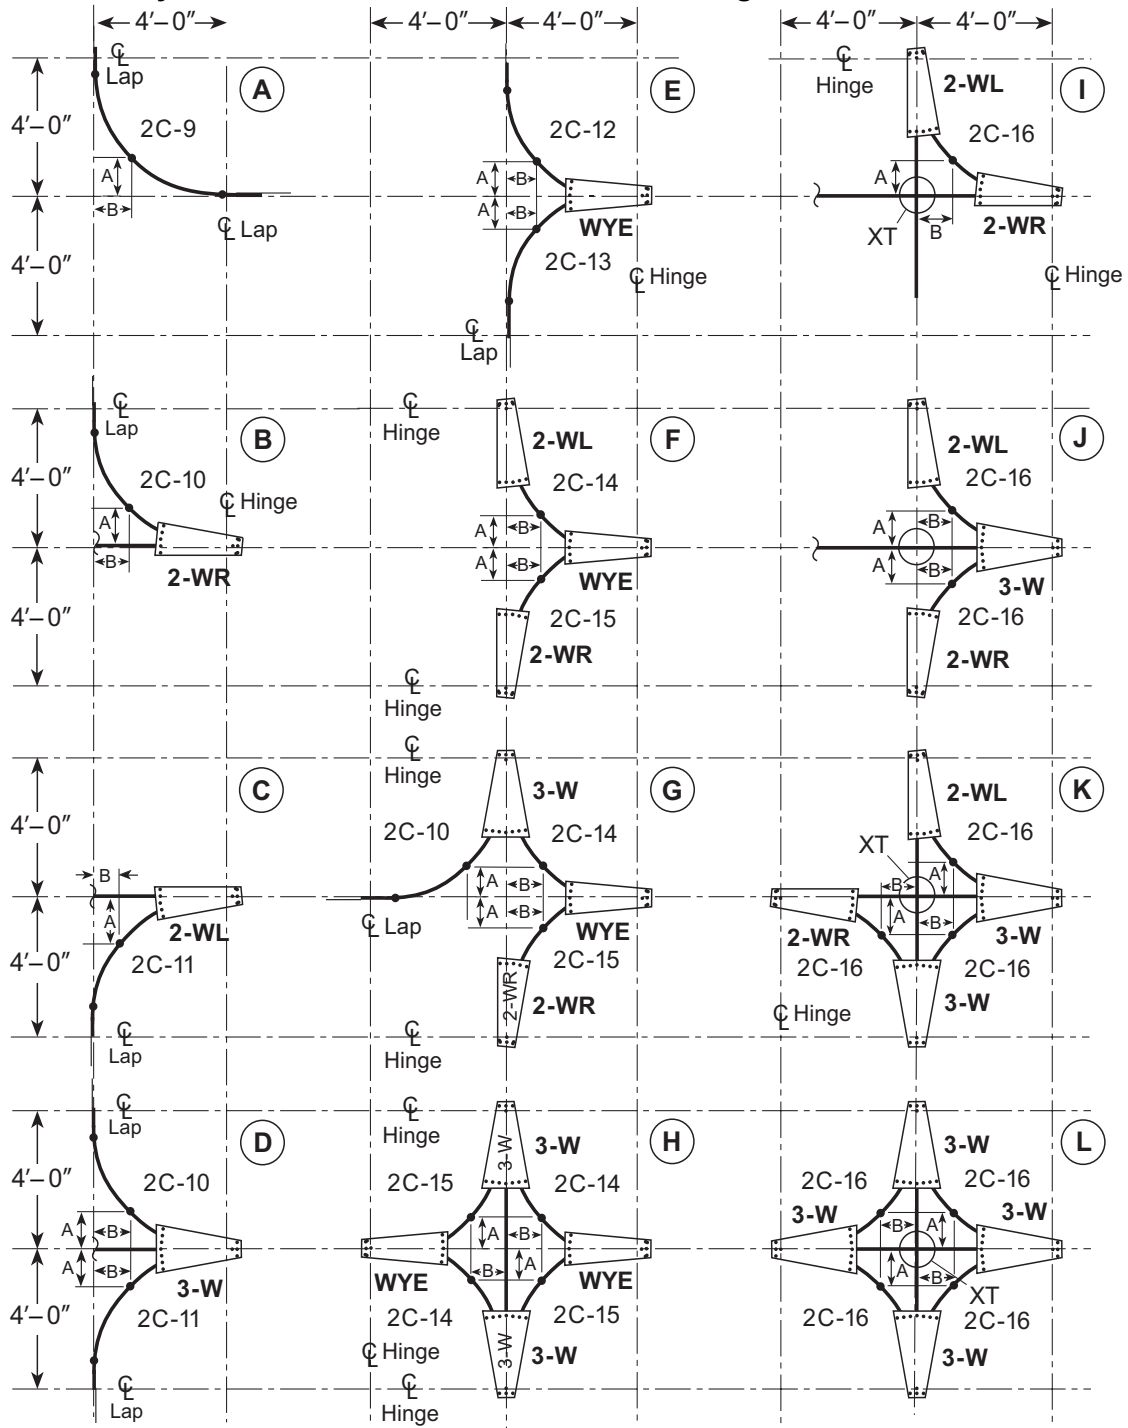 4′–0″
4′–0″
4′–0″
4′–0″
4′–0″
4′–0″
4′–0″
℄
Lap
A
2C-9
A
B
℄ Lap
E
2C-12
A
B
A
B
WYE
2C-13
℄ Hinge
℄
Lap
℄
Hinge
I
2-WL
2C-16
A
B
XT
2-WR
℄ Hinge
4′–0″
4′–0″
℄
Lap
B
2C-10
℄ Hinge
A
B
2-WR
℄
Hinge
F
2-WL
2C-14
A
B
A
B
WYE
2C-15
2-WR
℄
Hinge
J
2-WL
2C-16
A
B
A
B
3-W
2C-16
2-WR
4′–0″
4′–0″
C
B
A
2-WL
2C-11
℄
Lap
℄
Hinge
G
3-W
2C-10
2C-14
A
B
A
B
℄ Lap
WYE
2C-15
2-WR
2-WR
℄
Hinge
K
2-WL
2C-16
XT
B
A
A
B
2-WR
3-W
2C-16
2C-16
3-W
℄ Hinge
4′–0″
4′–0″
℄
Lap
D
2C-10
A
B
A
B
3-W
2C-11
℄
Lap
℄
Hinge
H
3-W
3-W
2C-15
2C-14
A
B
B
A
WYE
WYE
2C-14
2C-15
℄ Hinge
3-W
3-W
℄
Hinge
L
3-W
2C-16
2C-16
3-W
3-W
B
A
A
B
XT
2C-16
2C-16
3-W